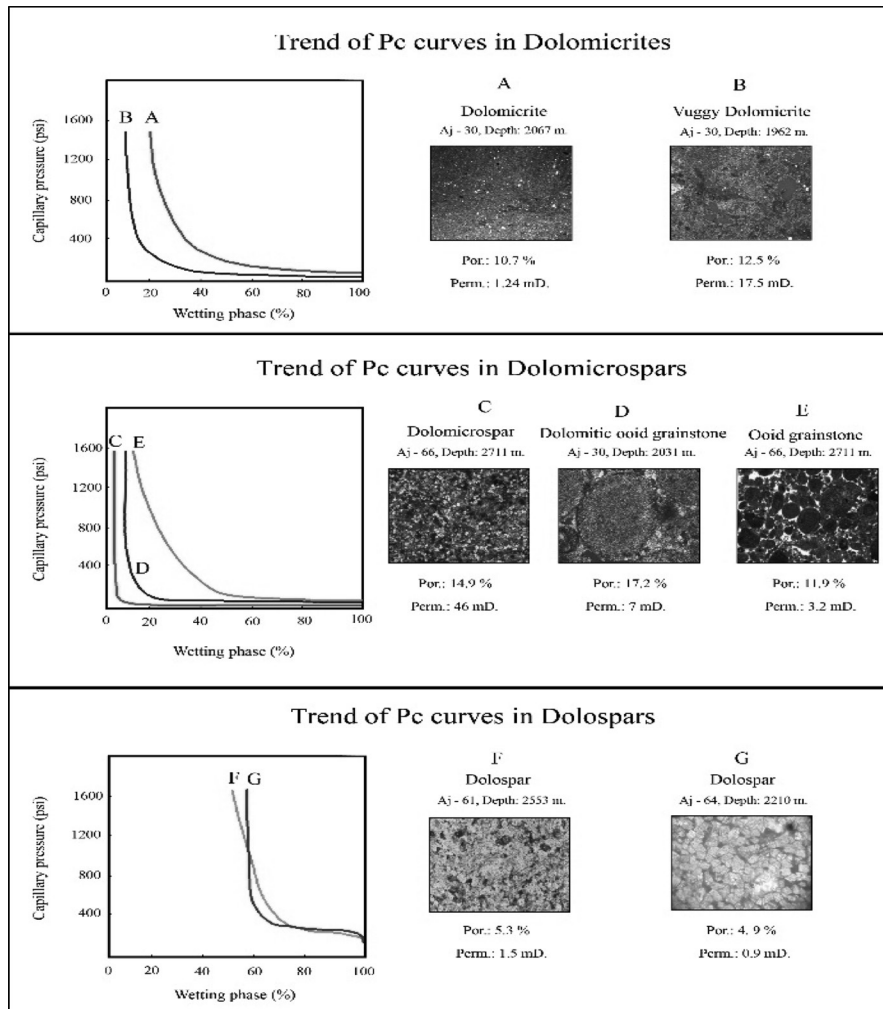 Trend of Pc curves in Dolomicrites
Capillary pressure (psi)
1600
1200
800
400
B A
0 20 40 60 80 100
Wetting phase (%)
A
Dolomicrite
Aj - 30, Depth: 2067 m.
Por.: 10.7 %
Perm.: 1.24 mD.
B
Vuggy Dolomicrite
Aj - 30, Depth: 1962 m.
Por.: 12.5 %
Perm.: 17.5 mD.
Trend of Pc curves in Dolomicrospars
Capillary pressure (psi)
1600
1200
800
400
C E
D
0 20 40 60 80 100
Wetting phase (%)
C
Dolomicrospar
Aj - 66, Depth: 2711 m.
Por.: 14,9 %
Perm.: 46 mD.
D
Dolomitic ooid grainstone
Aj - 30, Depth: 2031 m.
Por.: 17.2 %
Perm.: 7 mD.
E
Ooid grainstone
Aj - 66, Depth: 2711 m.
Por.: 11,9 %
Perm.: 3.2 mD.
Trend of Pc curves in Dolospars
Capillary pressure (psi)
1600
1200
800
400
F G
0 20 40 60 80 100
Wetting phase (%)
F
Dolospar
Aj - 61, Depth: 2553 m.
Por.: 5.3 %
Perm.: 1.5 mD.
G
Dolospar
Aj - 64, Depth: 2210 m.
Por.: 4. 9 %
Perm.: 0.9 mD.